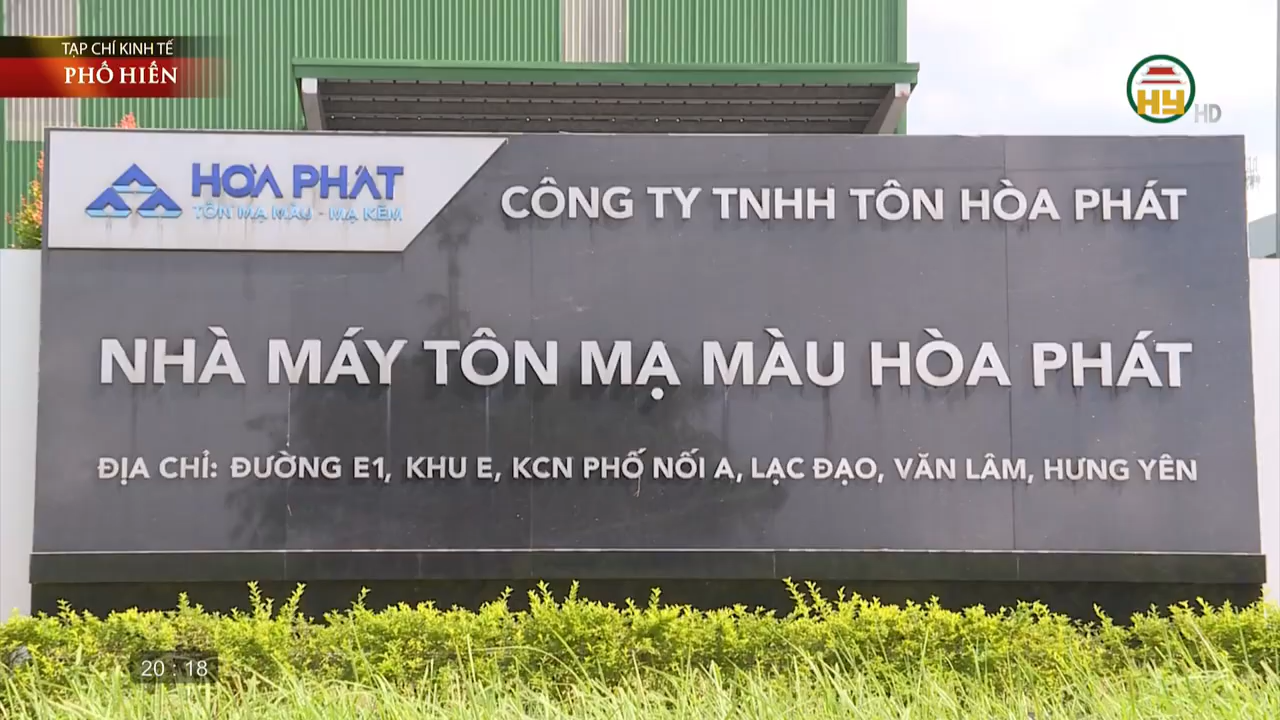 TẠP CHÍ KINH TẾ
PHỐ HIẾN
HY HD
HÒA PHÁT
TÔN MẠ MÀU - MẠ KẼM
CÔNG TY TNHH TÔN HÒA PHÁT
NHÀ MÁY TÔN MẠ MÀU HÒA PHÁT
ĐỊA CHỈ: ĐƯỜNG E1, KHU E, KCN PHỐ NỐI A, LẠC ĐẠO, VĂN LÂM, HƯNG YÊN
20:18